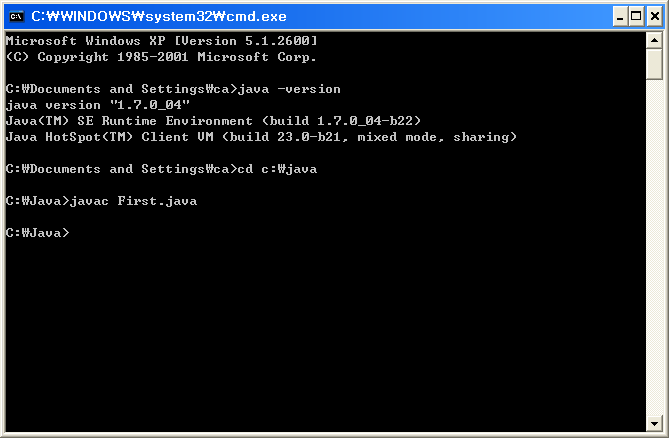 C:₩WINDOWS₩system32₩cmd.exe
Microsoft Windows XP [Version 5.1.2600]
(C) Copyright 1985-2001 Microsoft Corp.
C:₩Documents and Settings₩ca>java -version
java version "1.7.0_04"
Java(TM) SE Runtime Environment (build 1.7.0_04-b22)
Java HotSpot(TM) Client VM (build 23.0-b21, mixed mode, sharing)
C:₩Documents and Settings₩ca>cd c:₩java
C:₩Java>javac First.java
C:₩Java>